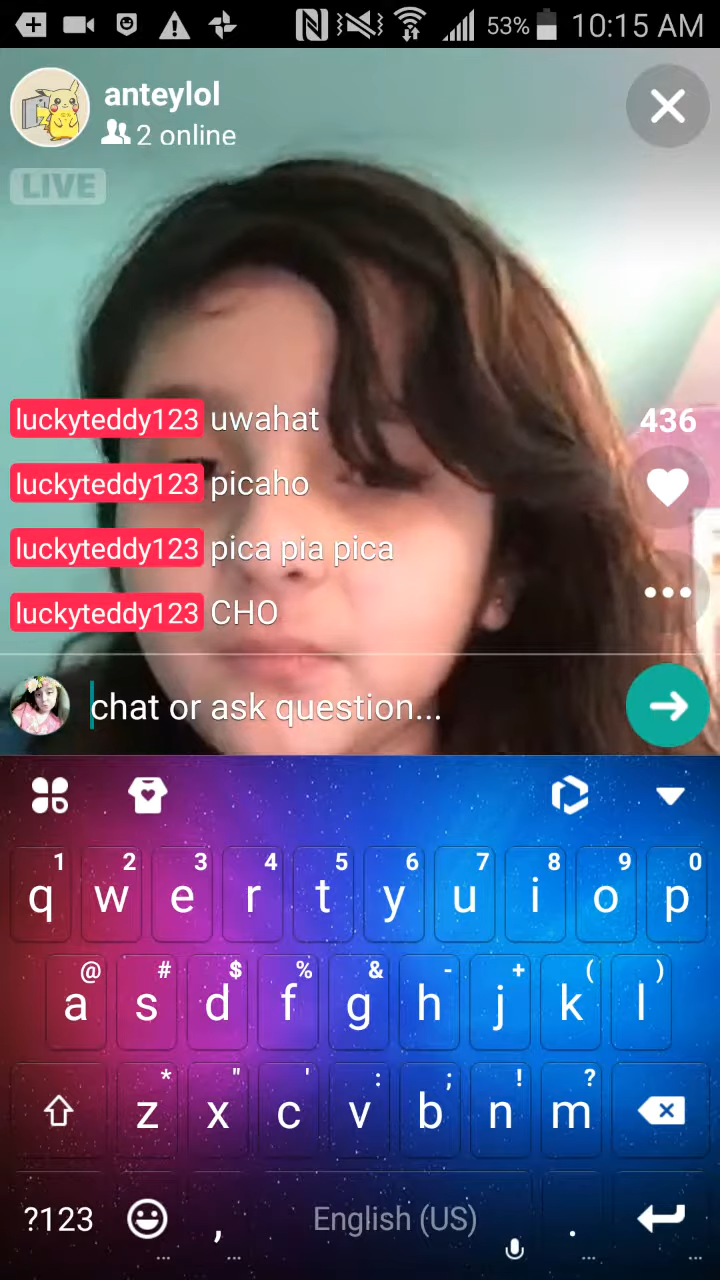 53% 10:15 AM
anteylol
2 online
LIVE
luckyteddy123 uwahat
436
luckyteddy123 picaho
luckyteddy123 pica pia pica
luckyteddy123 CHO
chat or ask question...
1 2 3 4 5 6 7 8 9 0
q w e r t y u i o p
@ # $ % & - + ( )
a s d f g h j k l
* " ' : ; ! ?
z x c v b n m
?123 , English (US) .